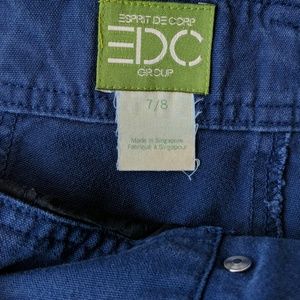 ESPRIT DE CORP
EDC
GROUP
7/8
Made in Singapore
Fabriqué à Singapour